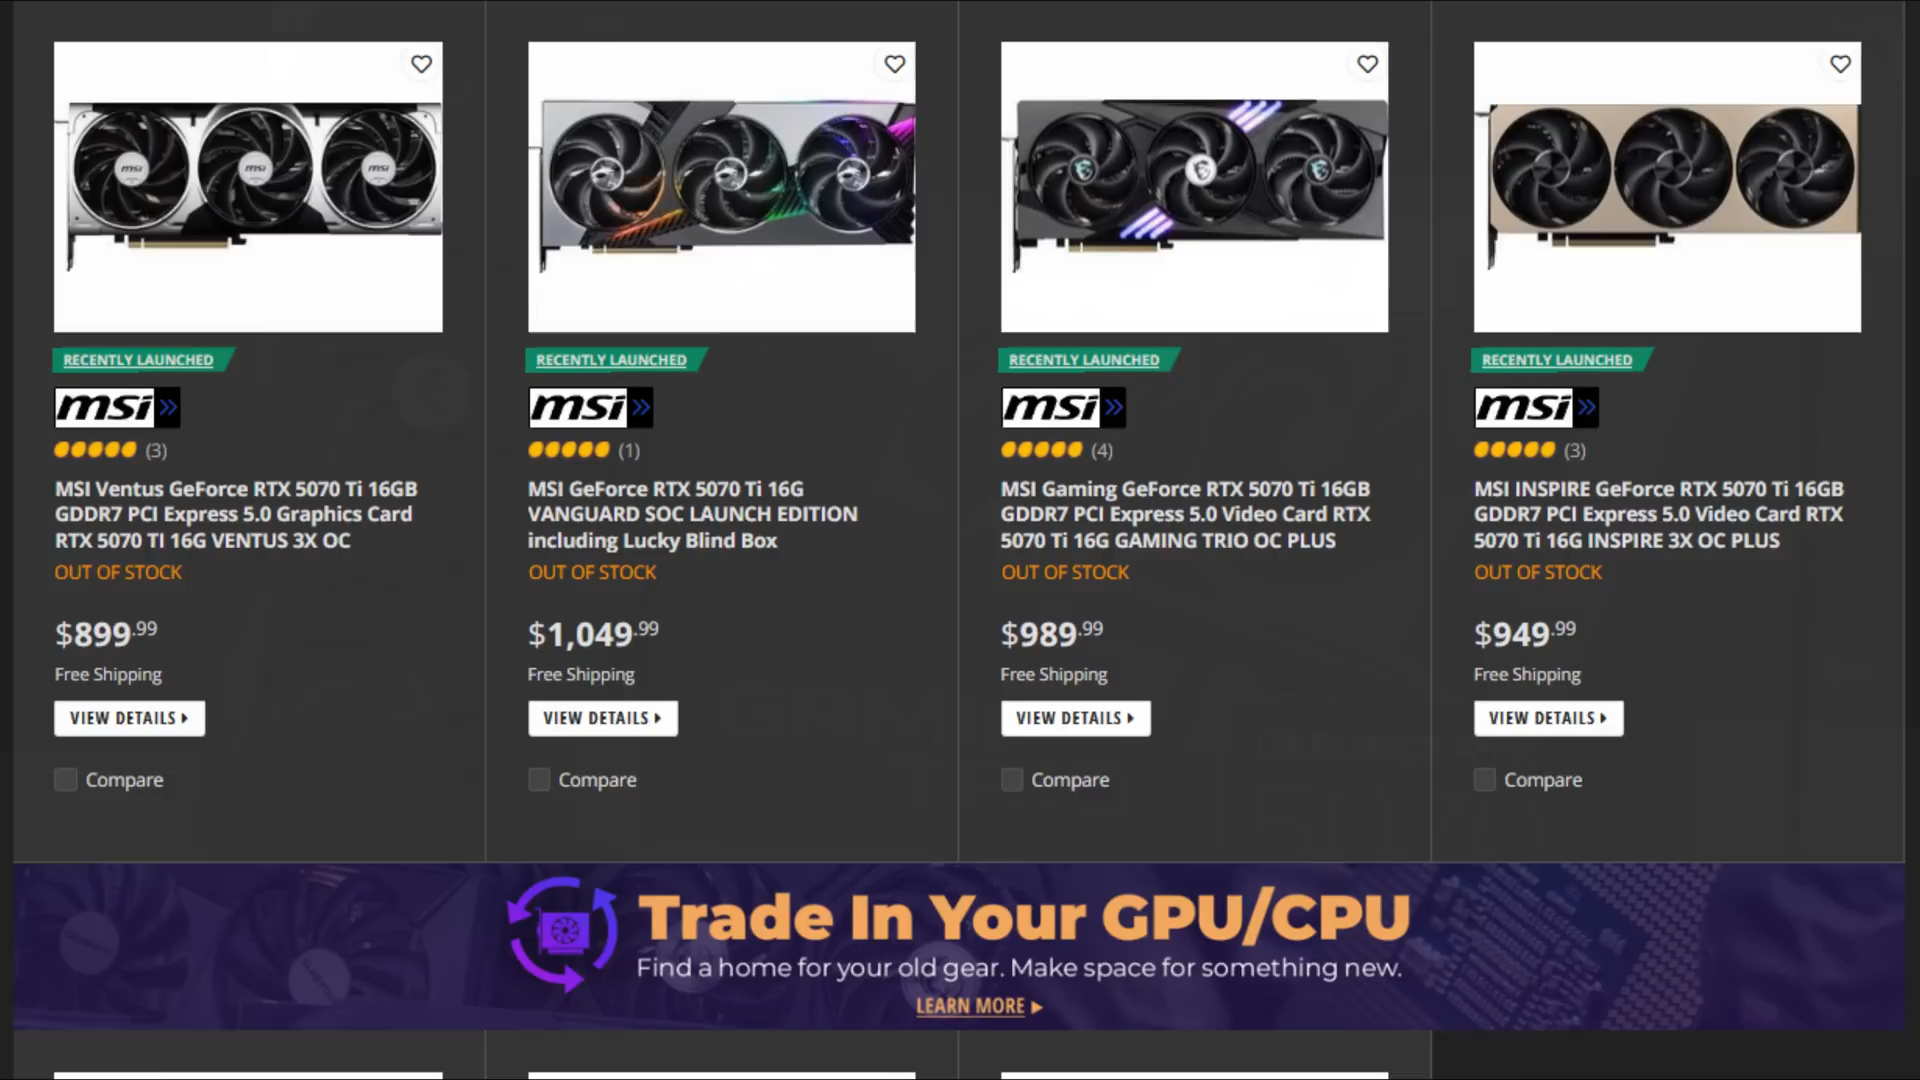 RECENTLY LAUNCHED
msi
(3)
MSI Ventus GeForce RTX 5070 Ti 16GB
GDDR7 PCI Express 5.0 Graphics Card
RTX 5070 TI 16G VENTUS 3X OC
OUT OF STOCK
$899.99
Free Shipping
VIEW DETAILS
Compare
RECENTLY LAUNCHED
msi
(1)
MSI GeForce RTX 5070 Ti 16G
VANGUARD SOC LAUNCH EDITION
including Lucky Blind Box
OUT OF STOCK
$1,049.99
Free Shipping
VIEW DETAILS
Compare
RECENTLY LAUNCHED
msi
(4)
MSI Gaming GeForce RTX 5070 Ti 16GB
GDDR7 PCI Express 5.0 Video Card RTX
5070 Ti 16G GAMING TRIO OC PLUS
OUT OF STOCK
$989.99
Free Shipping
VIEW DETAILS
Compare
RECENTLY LAUNCHED
msi
(3)
MSI INSPIRE GeForce RTX 5070 Ti 16GB
GDDR7 PCI Express 5.0 Video Card RTX
5070 Ti 16G INSPIRE 3X OC PLUS
OUT OF STOCK
$949.99
Free Shipping
VIEW DETAILS
Compare
Trade In Your GPU/CPU
Find a home for your old gear. Make space for something new.
LEARN MORE